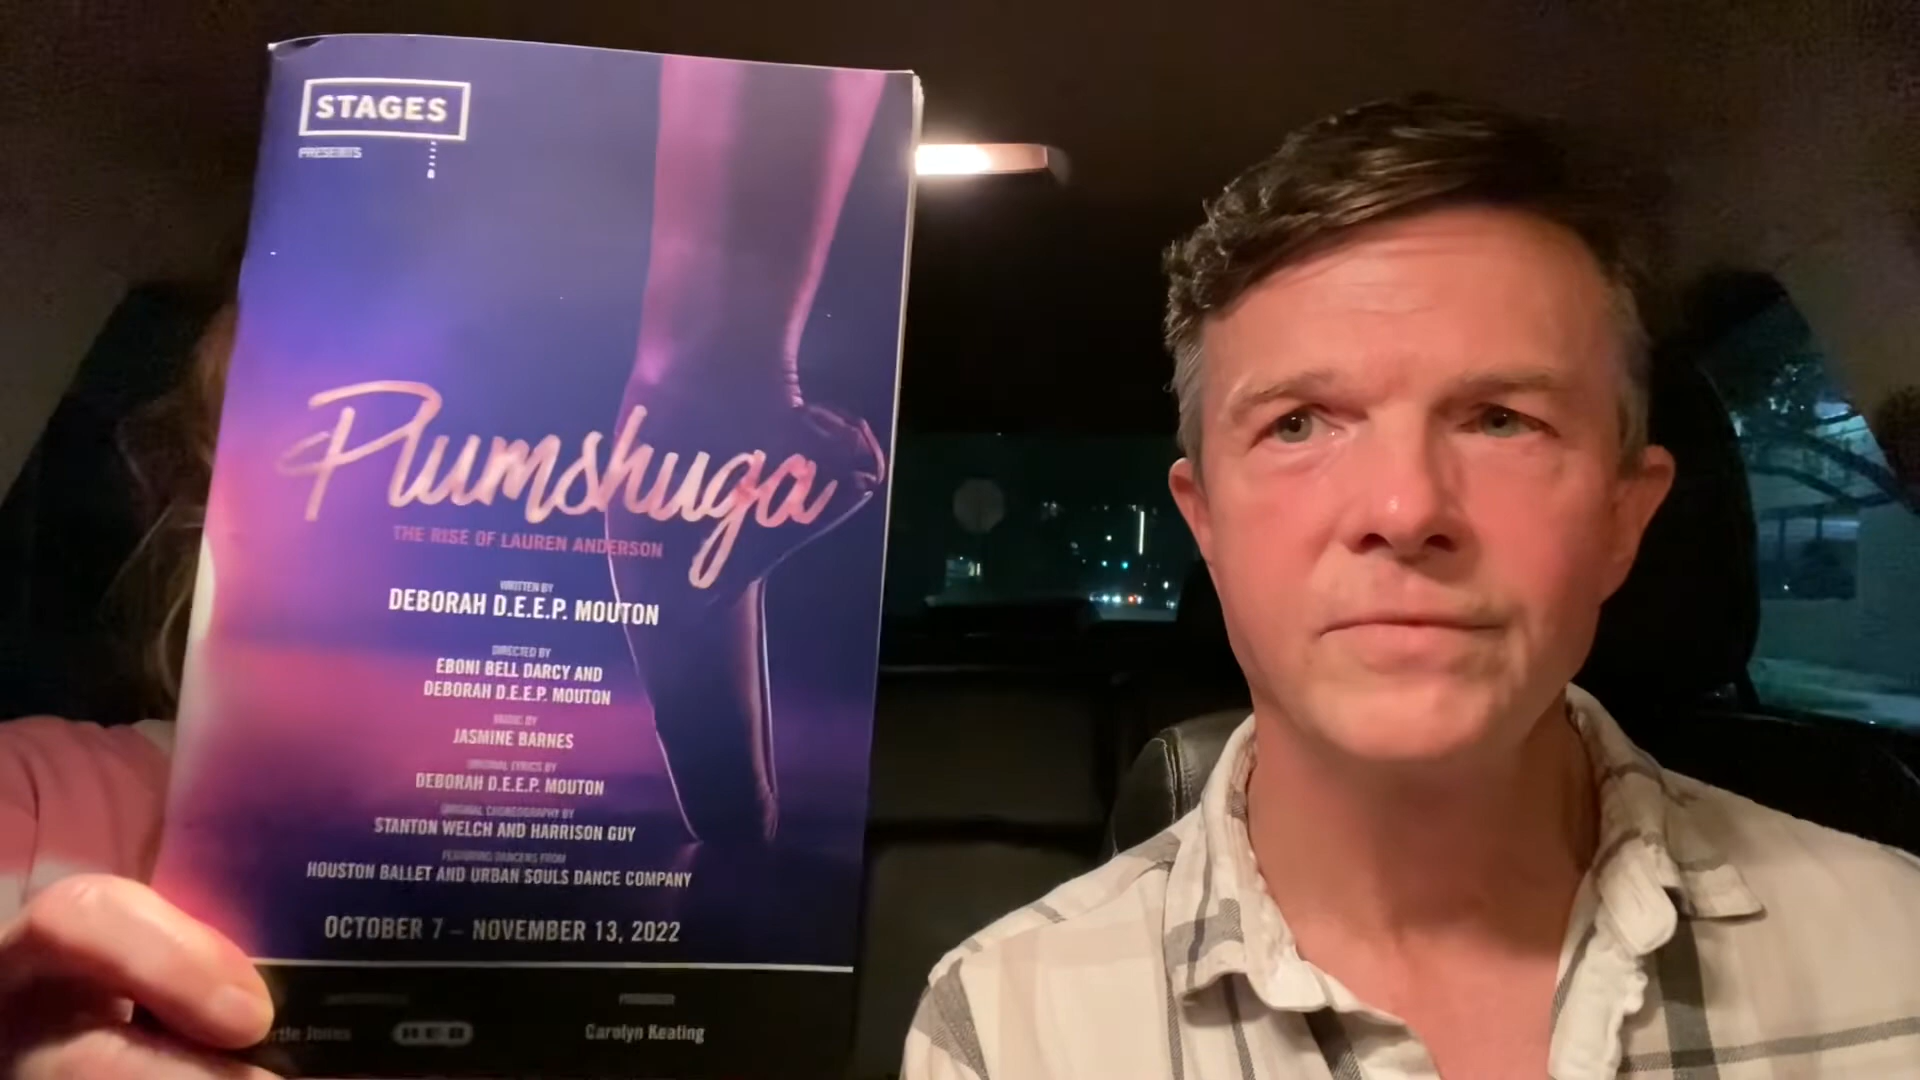 STAGES
PRESENTS
Plumshuga
THE RISE OF LAUREN ANDERSON
WRITTEN BY
DEBORAH D.E.E.P. MOUTON
DIRECTED BY
EBONI BELL DARCY AND
DEBORAH D.E.E.P. MOUTON
MUSIC BY
JASMINE BARNES
ORIGINAL LYRICS BY
DEBORAH D.E.E.P. MOUTON
ORIGINAL CHOREOGRAPHY BY
STANTON WELCH AND HARRISON GUY
FEATURING DANCERS FROM
HOUSTON BALLET AND URBAN SOULS DANCE COMPANY
OCTOBER 7 – NOVEMBER 13, 2022
PRODUCER
Jones H-E-B Carolyn Keating